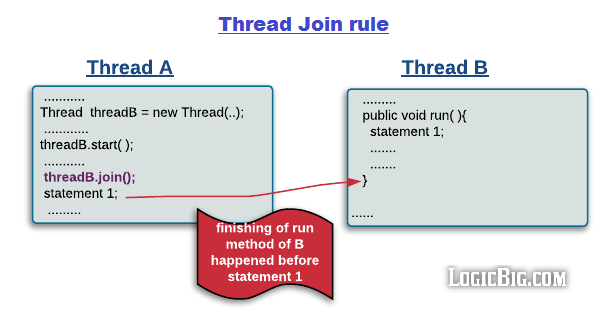 Thread Join rule
Thread A
...........
Thread threadB = new Thread(..);
............
threadB.start( );
...........
threadB.join();
statement 1;
.........
Thread B
.........
public void run( ){
statement 1;
.......
.......
}
......
finishing of run
method of B
happened before
statement 1
LogicBig.com